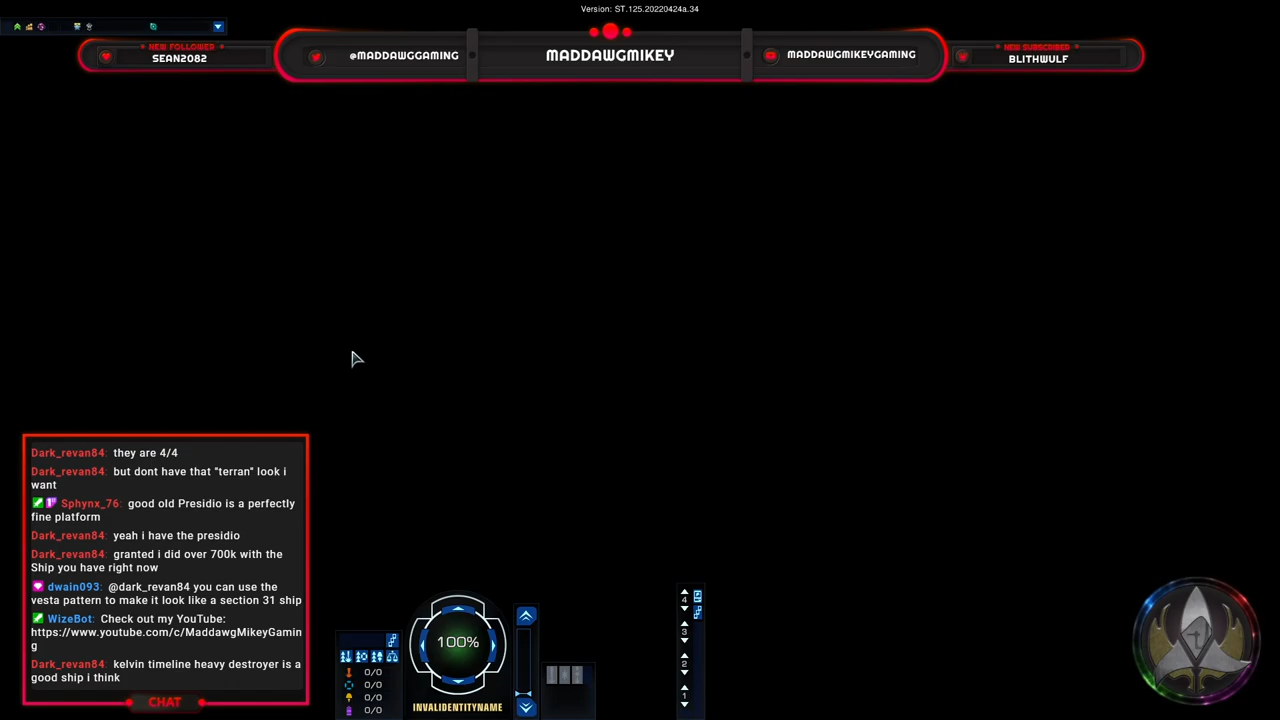 Version: ST.125.20220424a.34
NEW FOLLOWER
SEAN2082
@MADDAWGGAMING
MADDAWGMIKEY
MADDAWGMIKEYGAMING
NEW SUBSCRIBER
BLITHWULF
Dark_revan84: they are 4/4
Dark_revan84: but dont have that "terran" look i
want
Sphynx_76: good old Presidio is a perfectly
fine platform
Dark_revan84: yeah i have the presidio
Dark_revan84: granted i did over 700k with the
Ship you have right now
dwain093: @dark_revan84 you can use the
vesta pattern to make it look like a section 31 ship
WizeBot: Check out my YouTube:
https://www.youtube.com/c/MaddawgMikeyGamin
g
Dark_revan84: kelvin timeline heavy destroyer is a
good ship i think
CHAT
0/0
0/0
0/0
0/0
100%
INVALIDENTITYNAME
4
3
2
1